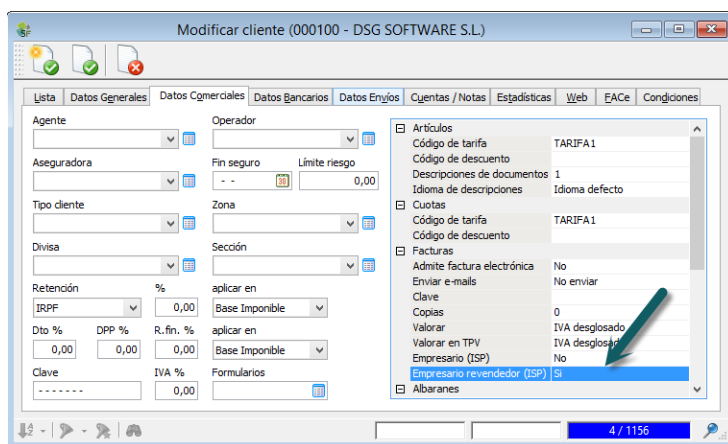 Modificar cliente (000100 - DSG SOFTWARE S.L.)
Lista Datos Generales Datos Comerciales Datos Bancarios Datos Envíos Cuentas / Notas Estadísticas Web FACe Condiciones
Agente Operador
Aseguradora Fin seguro Límite riesgo
- - 0,00
Tipo cliente Zona
Divisa Sección
Retención % aplicar en
IRPF 0,00 Base Imponible
Dto % DPP % R.fin. % aplicar en
0,00 0,00 0,00 Base Imponible
Clave IVA % Formularios
- - - - - - - 0,00
Artículos
Código de tarifa TARIFA1
Código de descuento
Descripciones de documentos 1
Idioma de descripciones Idioma defecto
Cuotas
Código de tarifa TARIFA1
Código de descuento
Facturas
Admite factura electrónica No
Enviar e-mails No enviar
Clave
Copias 0
Valorar IVA desglosado
Valorar en TPV IVA desglosado
Empresario (ISP) No
Empresario revendedor (ISP) Si
Albaranes
4 / 1156